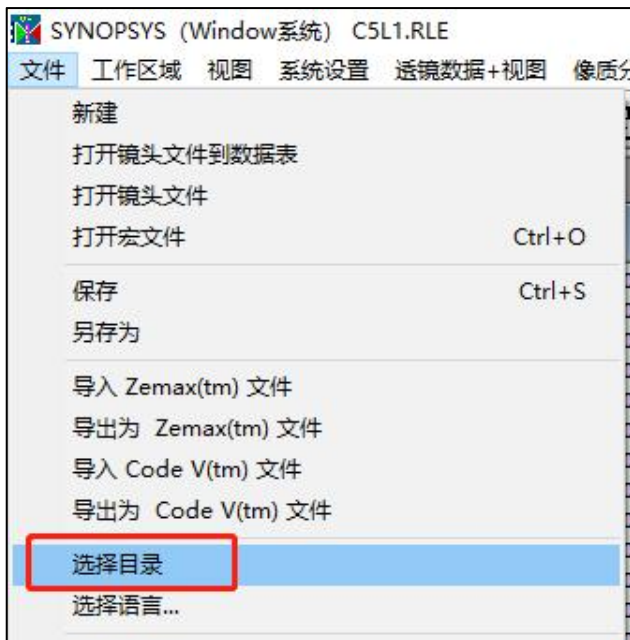 SYNOPSYS (Window系统) C5L1.RLE
文件 工作区域 视图 系统设置 透镜数据+视图 像质
新建
打开镜头文件到数据表
打开镜头文件
打开宏文件 Ctrl+O
保存 Ctrl+S
另存为
导入 Zemax(tm) 文件
导出为 Zemax(tm) 文件
导入 Code V(tm) 文件
导出为 Code V(tm) 文件
选择目录
选择语言...